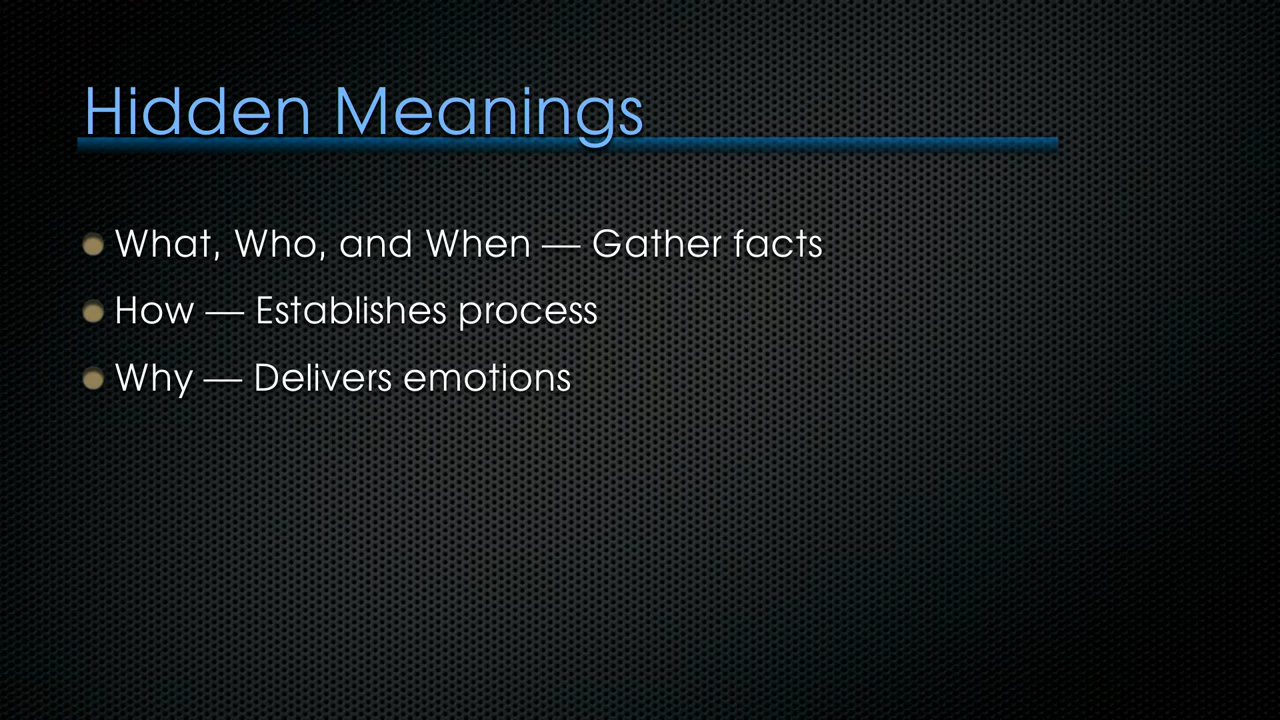 Hidden Meanings
What, Who, and When — Gather facts
How — Establishes process
Why — Delivers emotions